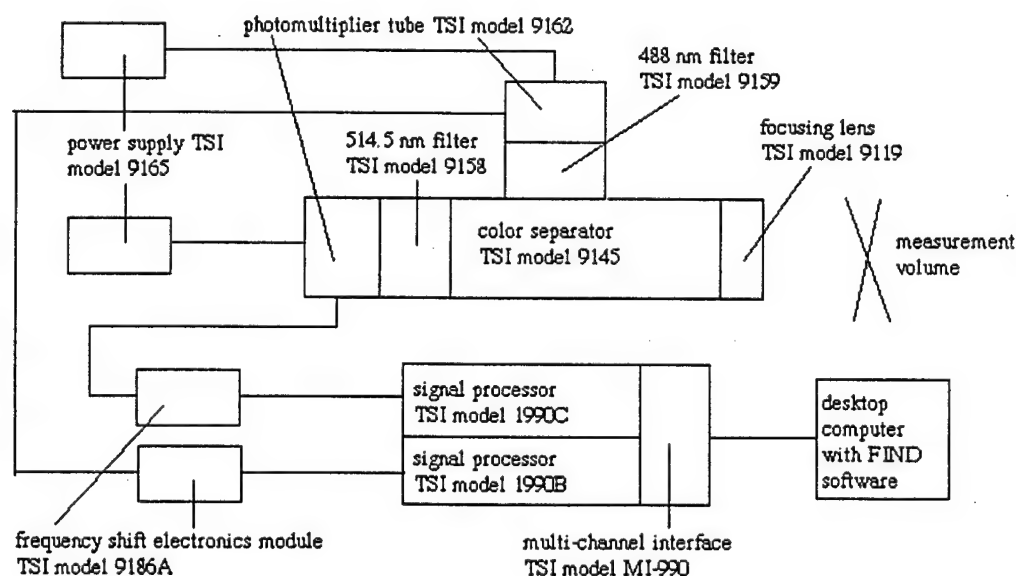 photomultiplier tube TSI model 9162
488 nm filter
TSI model 9159
power supply TSI
model 9165
514.5 nm filter
TSI model 9158
focusing lens
TSI model 9119
color separator
TSI model 9145
measurement
volume
signal processor
TSI model 1990C
signal processor
TSI model 1990B
desktop
computer
with FIND
software
frequency shift electronics module
TSI model 9186A
multi-channel interface
TSI model MI-990